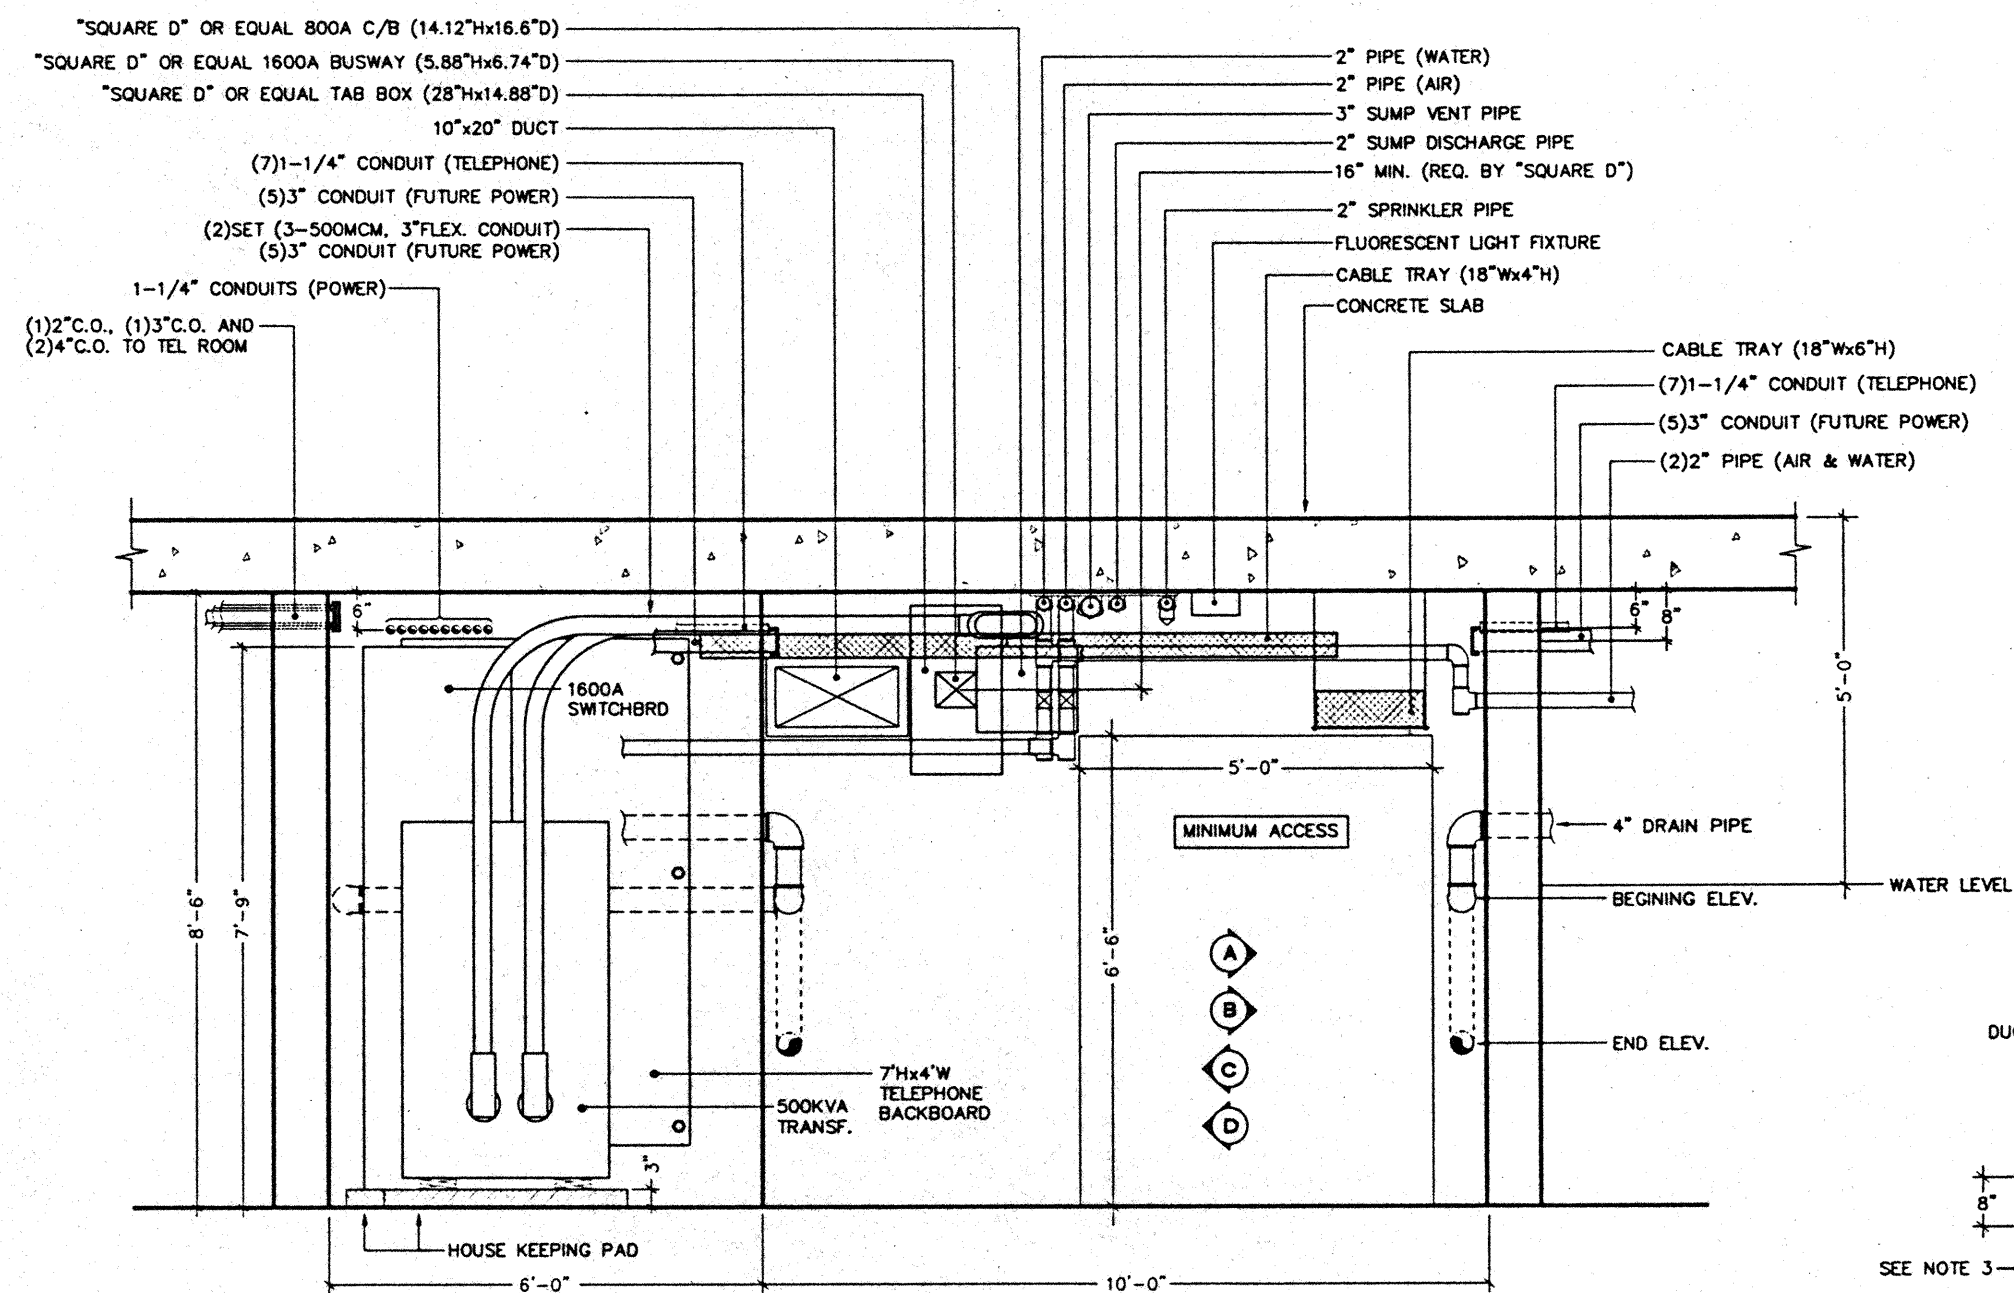 "SQUARE D" OR EQUAL 800A C/B (14.12"Hx16.6"D)
"SQUARE D" OR EQUAL 1600A BUSWAY (5.88"Hx6.74"D)
"SQUARE D" OR EQUAL TAB BOX (28"Hx14.88"D)
10"x20" DUCT
(7)1-1/4" CONDUIT (TELEPHONE)
(5)3" CONDUIT (FUTURE POWER)
(2)SET (3-500MCM, 3"FLEX. CONDUIT)
(5)3" CONDUIT (FUTURE POWER)
1-1/4" CONDUITS (POWER)
(1)2"C.O., (1)3"C.O. AND
(2)4"C.O. TO TEL ROOM
2" PIPE (WATER)
2" PIPE (AIR)
3" SUMP VENT PIPE
2" SUMP DISCHARGE PIPE
16" MIN. (REQ. BY "SQUARE D")
2" SPRINKLER PIPE
FLUORESCENT LIGHT FIXTURE
CABLE TRAY (18"Wx4"H)
CONCRETE SLAB
CABLE TRAY (18"Wx6"H)
(7)1-1/4" CONDUIT (TELEPHONE)
(5)3" CONDUIT (FUTURE POWER)
(2)2" PIPE (AIR & WATER)
6"
6"
8"
5'-0"
1600A
SWITCHBRD
5'-0"
MINIMUM ACCESS
4" DRAIN PIPE
WATER LEVEL
BEGINING ELEV.
8'-6"
7'-9"
6'-6"
A
B
C
D
END ELEV.
DU
7'Hx4'W
TELEPHONE
BACKBOARD
500KVA
TRANSF.
3"
8"
HOUSE KEEPING PAD
SEE NOTE 3
6'-0"
10'-0"